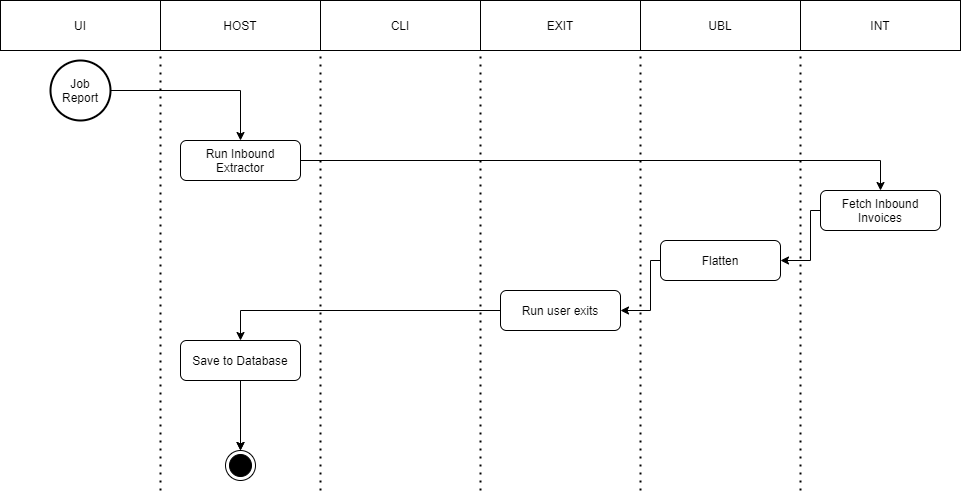 UI
HOST
CLI
EXIT
UBL
INT
Job
Report
Run Inbound
Extractor
Fetch Inbound
Invoices
Flatten
Run user exits
Save to Database